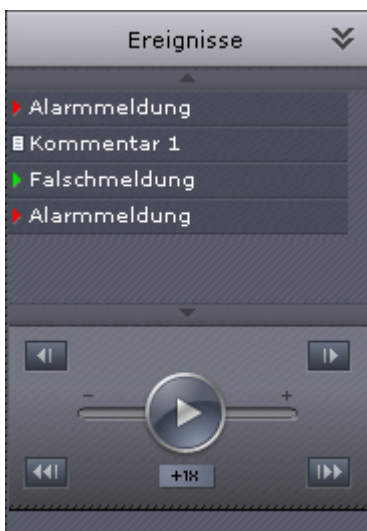 Ereignisse
Alarmmeldung
Kommentar 1
Falschmeldung
Alarmmeldung
- +
+1X